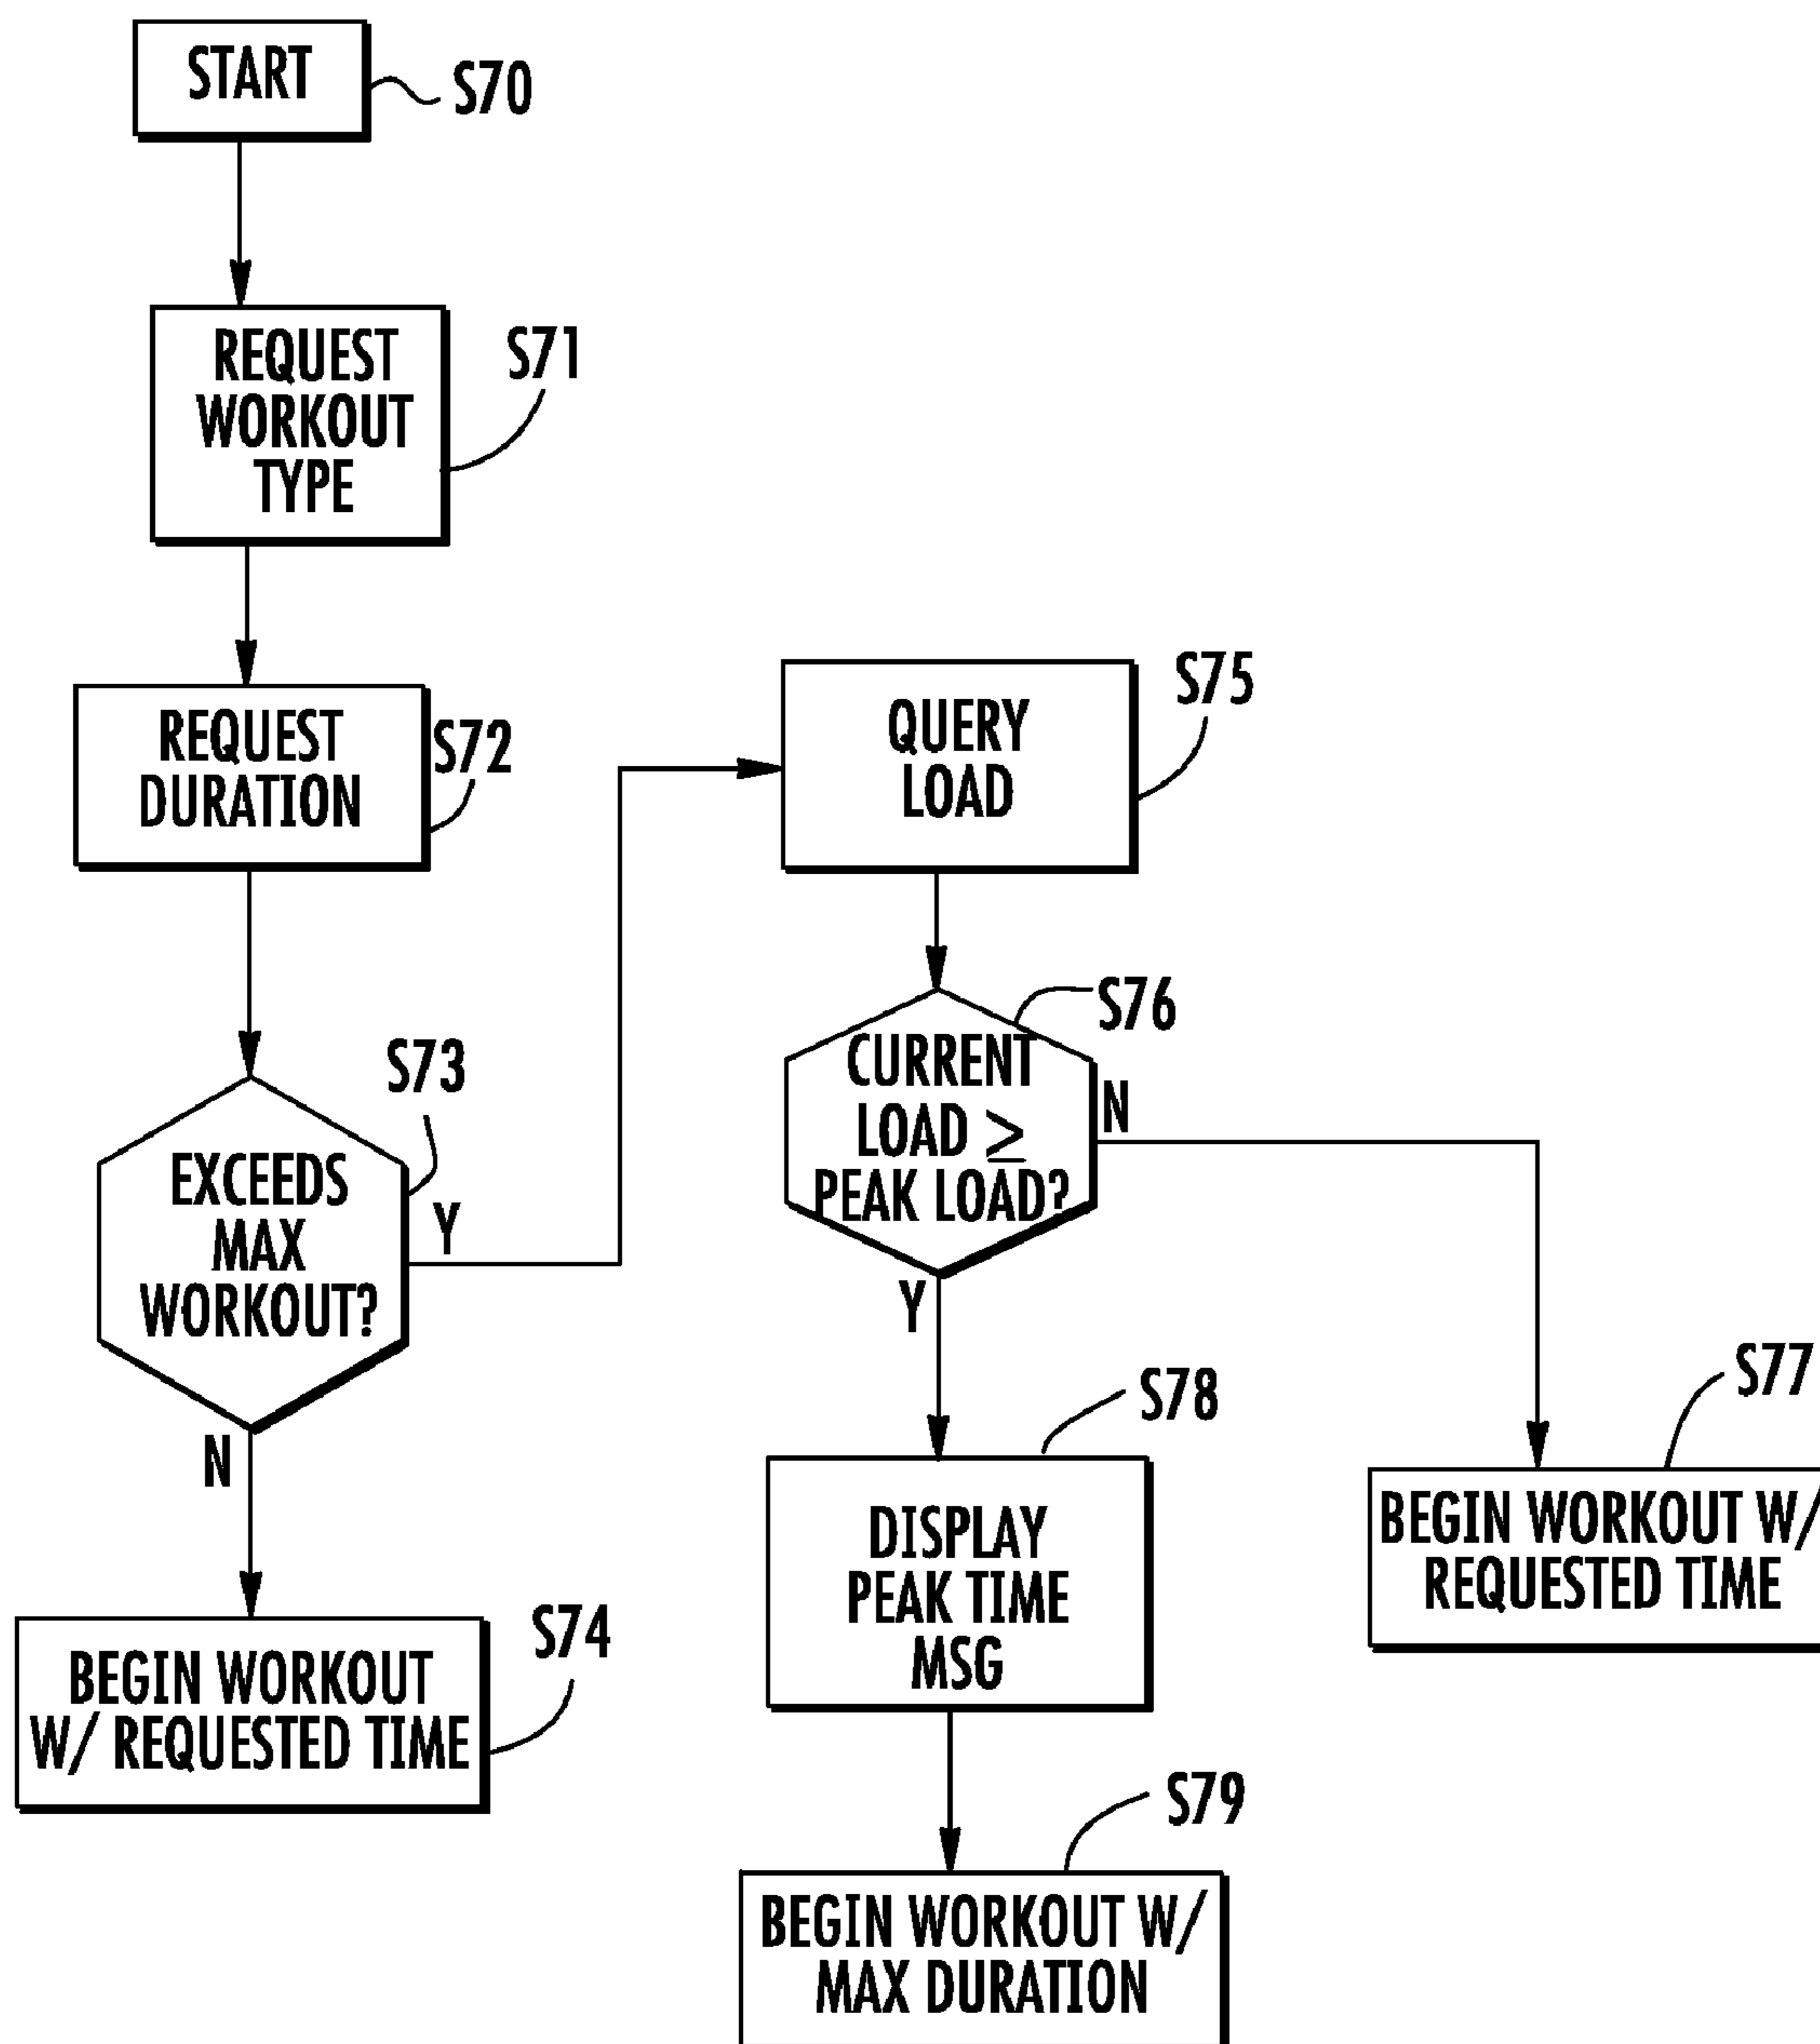 START
S70
REQUEST
WORKOUT
TYPE
S71
REQUEST
DURATION
S72
EXCEEDS
MAX
WORKOUT?
S73
Y
N
BEGIN WORKOUT
W/ REQUESTED TIME
S74
QUERY
LOAD
S75
CURRENT
LOAD ≥
PEAK LOAD?
S76
N
Y
BEGIN WORKOUT W/
REQUESTED TIME
S77
DISPLAY
PEAK TIME
MSG
S78
BEGIN WORKOUT W/
MAX DURATION
S79